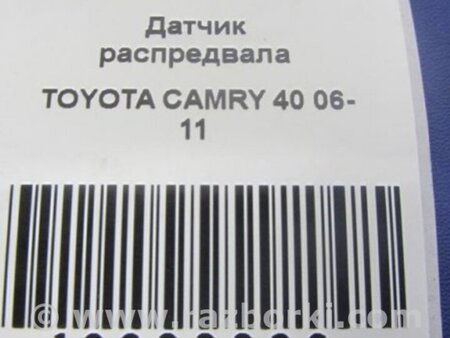 Датчик
распредвала
TOYOTA CAMRY 40 06-
11
www.razborki.com